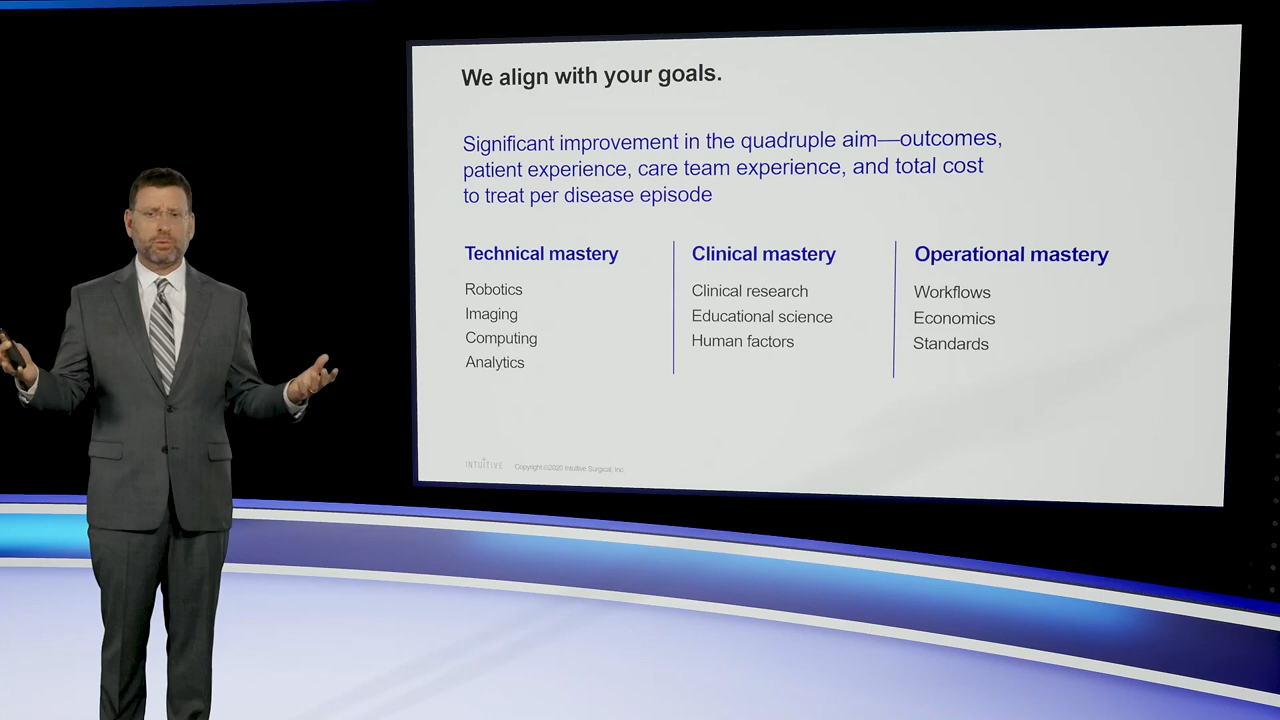 We align with your goals.
Significant improvement in the quadruple aim—outcomes,
patient experience, care team experience, and total cost
to treat per disease episode
Technical mastery
Robotics
Imaging
Computing
Analytics
Clinical mastery
Clinical research
Educational science
Human factors
Operational mastery
Workflows
Economics
Standards
INTUITIVE Copyright ©2020 Intuitive Surgical, Inc.